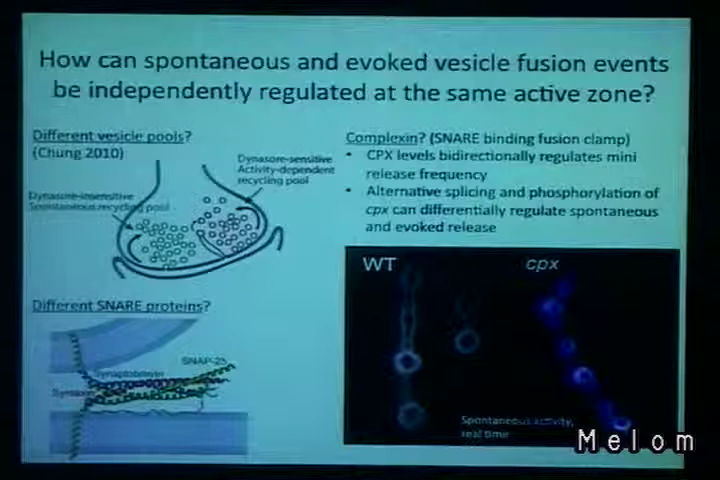 How can spontaneous and evoked vesicle fusion events
be independently regulated at the same active zone?
Different vesicle pools?
(Chung 2010)
Dynasore-sensitive
Activity-dependent
recycling pool
Dynasore-insensitive
Spontaneous recycling pool
Different SNARE proteins?
Synaptobrevin
SNAP-25
Syntaxin
Complexin? (SNARE binding fusion clamp)
• CPX levels bidirectionally regulates mini
release frequency
• Alternative splicing and phosphorylation of
cpx can differentially regulate spontaneous
and evoked release
WT
cpx
Spontaneous activity,
real time
Melom